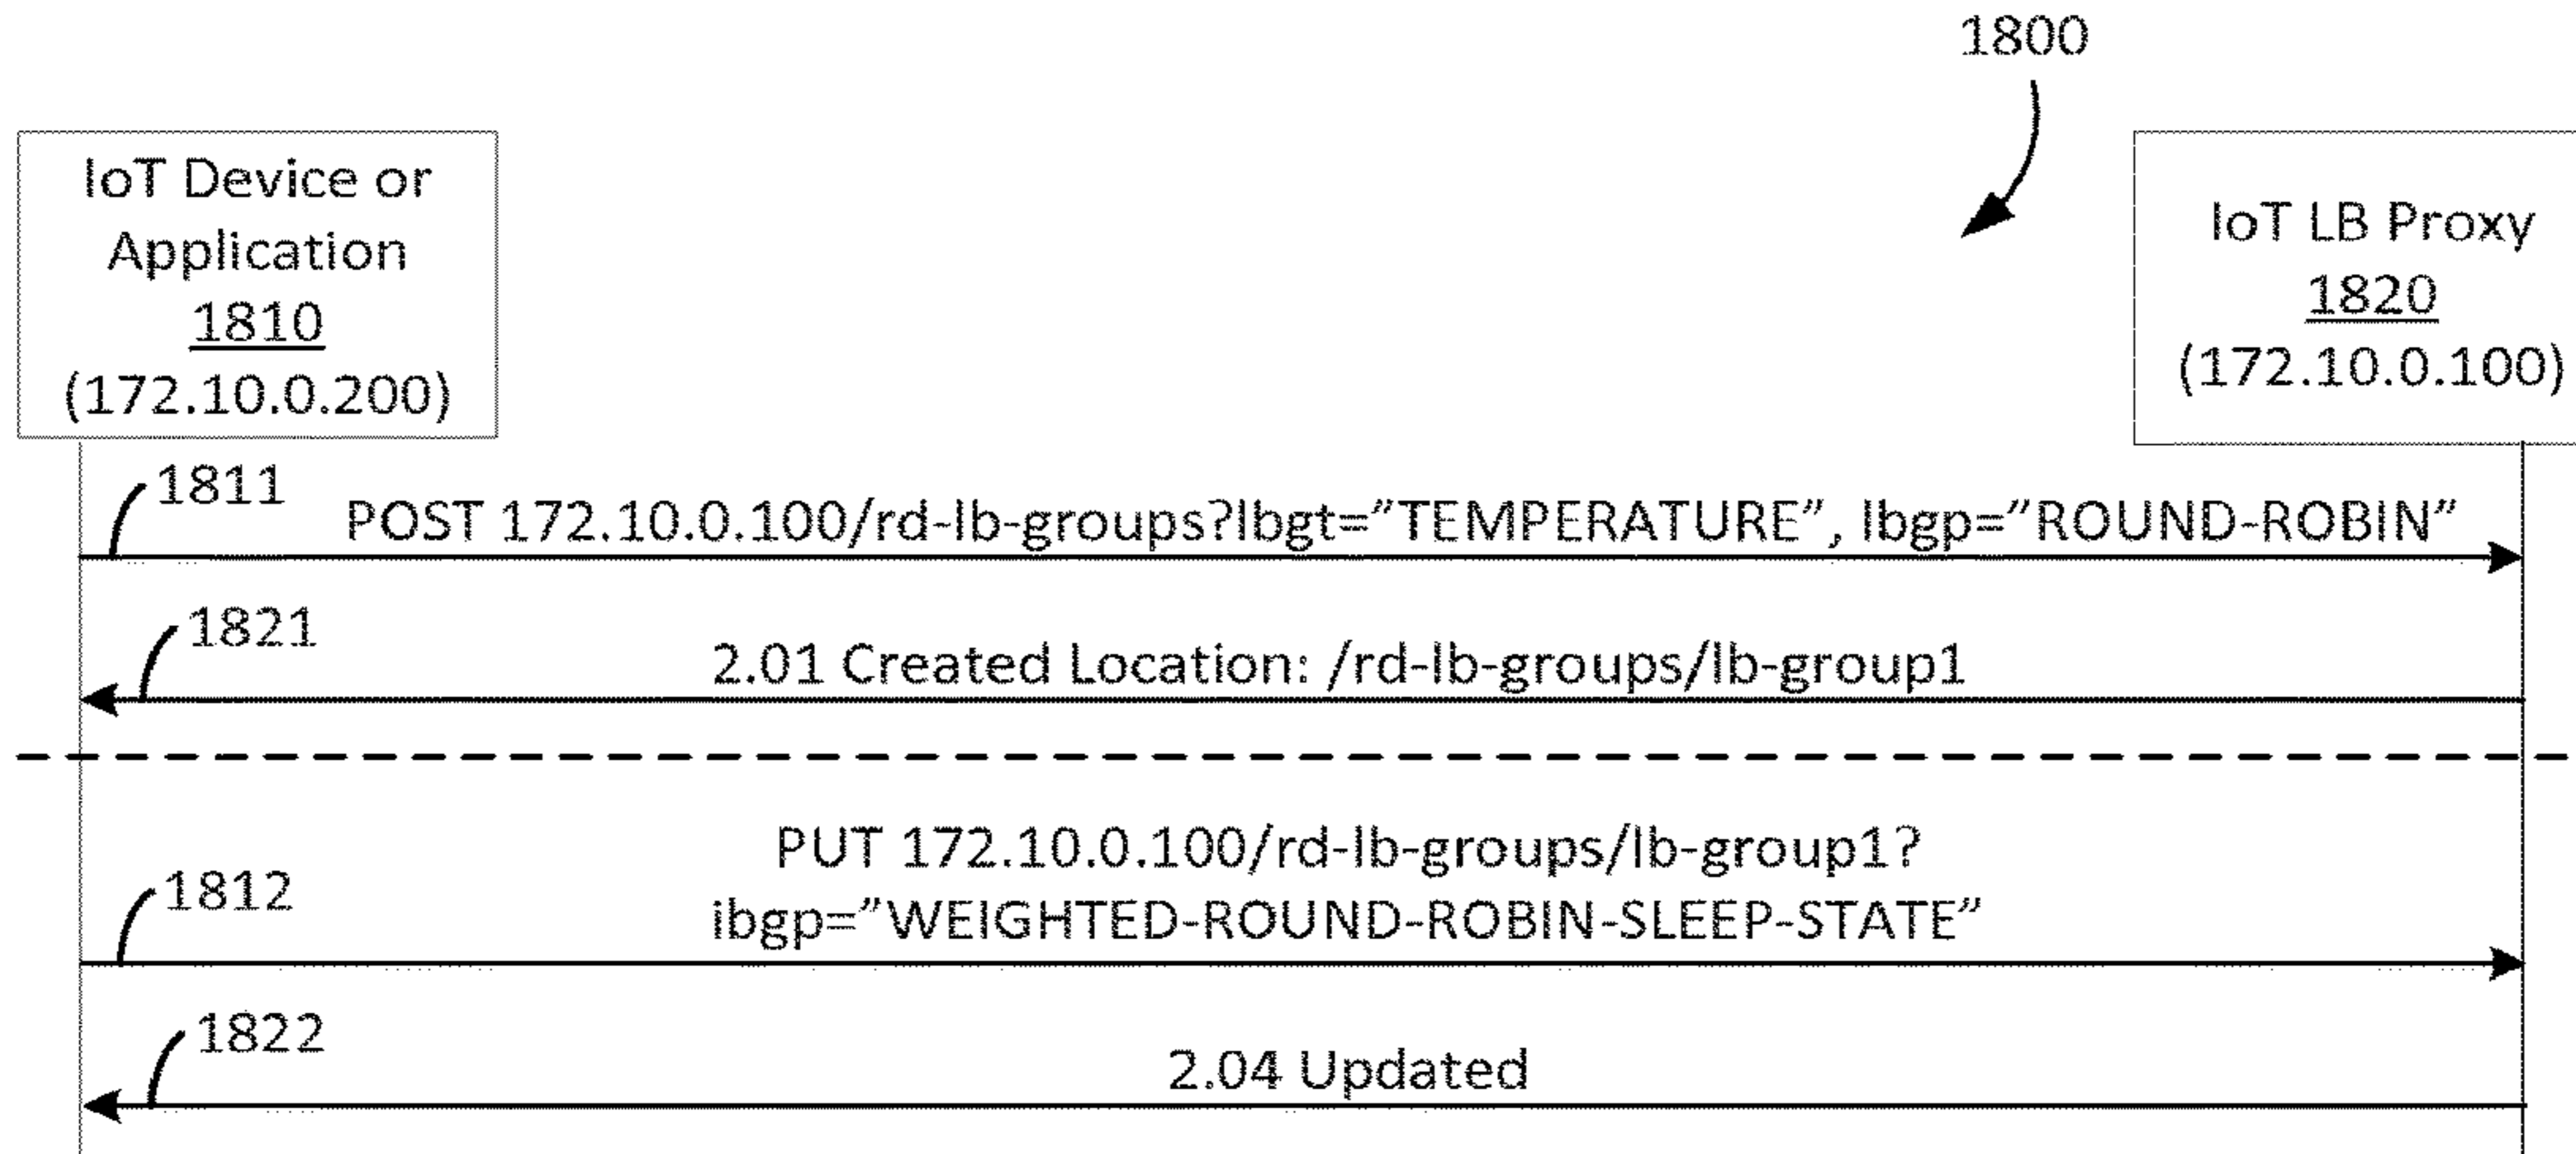 1800
IoT Device or
Application
1810
(172.10.0.200)
IoT LB Proxy
1820
(172.10.0.100)
1811
POST 172.10.0.100/rd-lb-groups?lbgt=”TEMPERATURE”, lbgp=”ROUND-ROBIN”
1821
2.01 Created Location: /rd-lb-groups/lb-group1
PUT 172.10.0.100/rd-lb-groups/lb-group1?
1812
ibgp=”WEIGHTED-ROUND-ROBIN-SLEEP-STATE”
1822
2.04 Updated